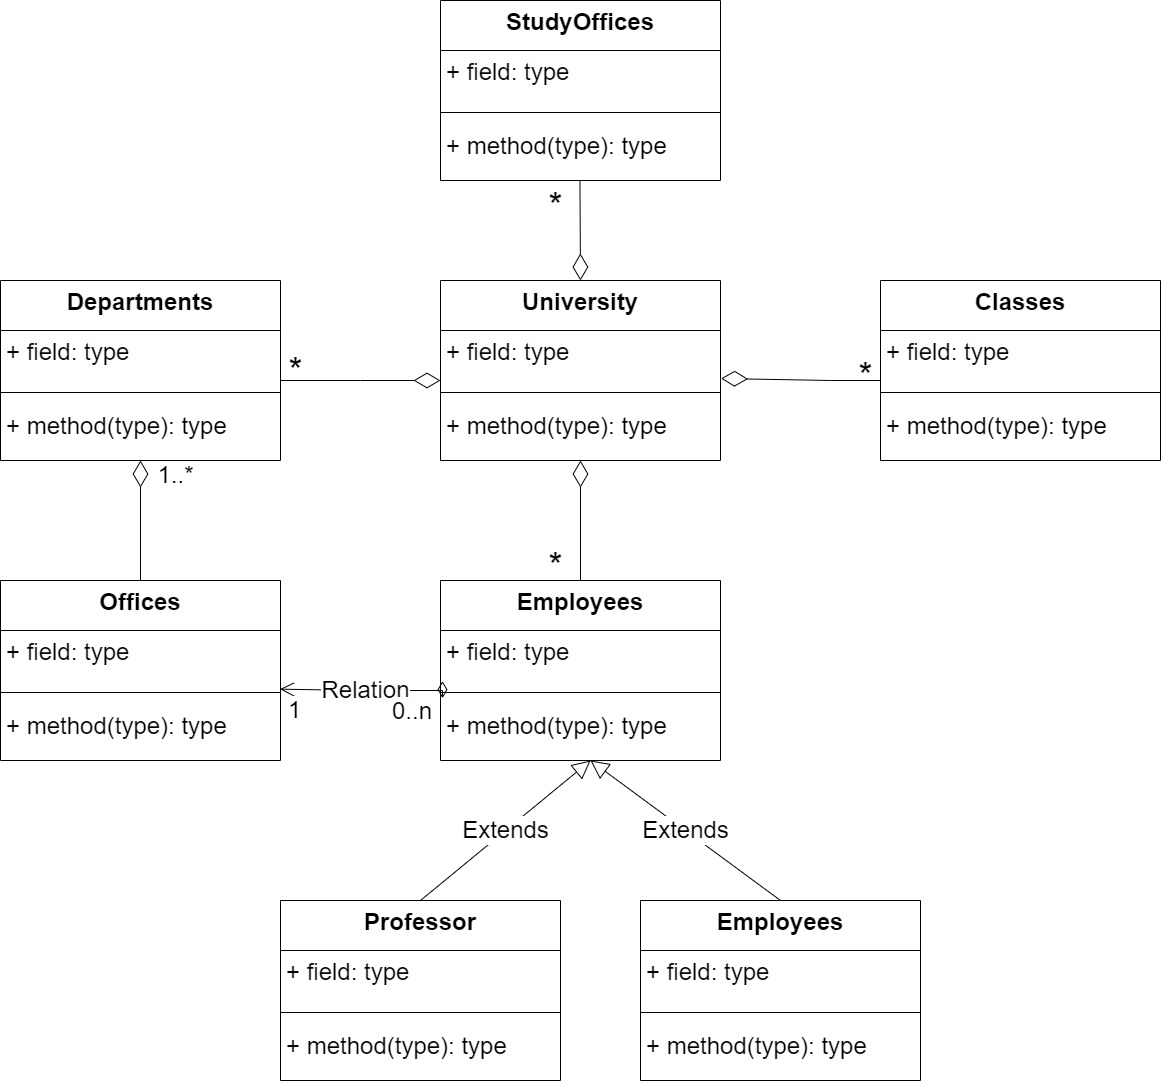 StudyOffices
+ field: type
+ method(type): type
*
Departments
+ field: type
+ method(type): type
*
University
+ field: type
+ method(type): type
*
Classes
+ field: type
+ method(type): type
1..*
*
Offices
+ field: type
+ method(type): type
Relation
1
0..n
Employees
+ field: type
+ method(type): type
Extends
Extends
Professor
+ field: type
+ method(type): type
Employees
+ field: type
+ method(type): type